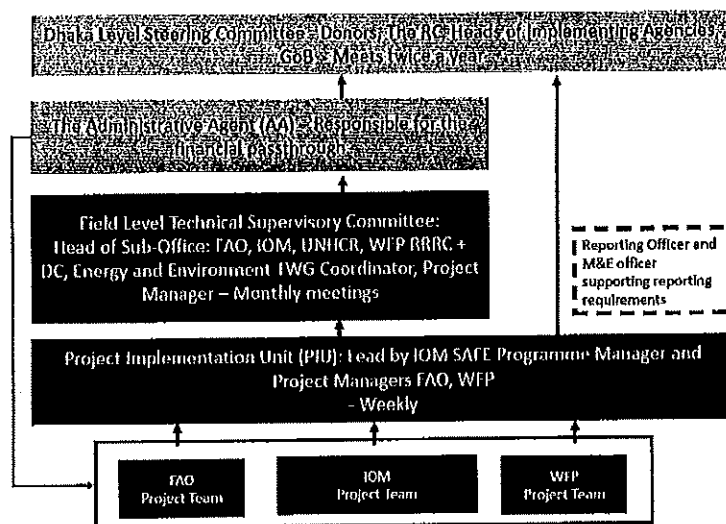 Dhaka Level Steering Committee - Donors, The RC, Heads of Implementing Agencies,
GoB - Meets twice a year
The Administrative Agent (AA) - Responsible for the
financial passthrough
Field Level Technical Supervisory Committee:
Head of Sub-Office: FAO, IOM, UNHCR, WFP RRRC +
DC, Energy and Environment TWG Coordinator, Project
Manager – Monthly meetings
Reporting Officer and
M&E officer
supporting reporting
requirements
Project Implementation Unit (PIU): Lead by IOM SAFE Programme Manager and
Project Managers FAO, WFP
- Weekly
FAO
Project Team
IOM
Project Team
WFP
Project Team